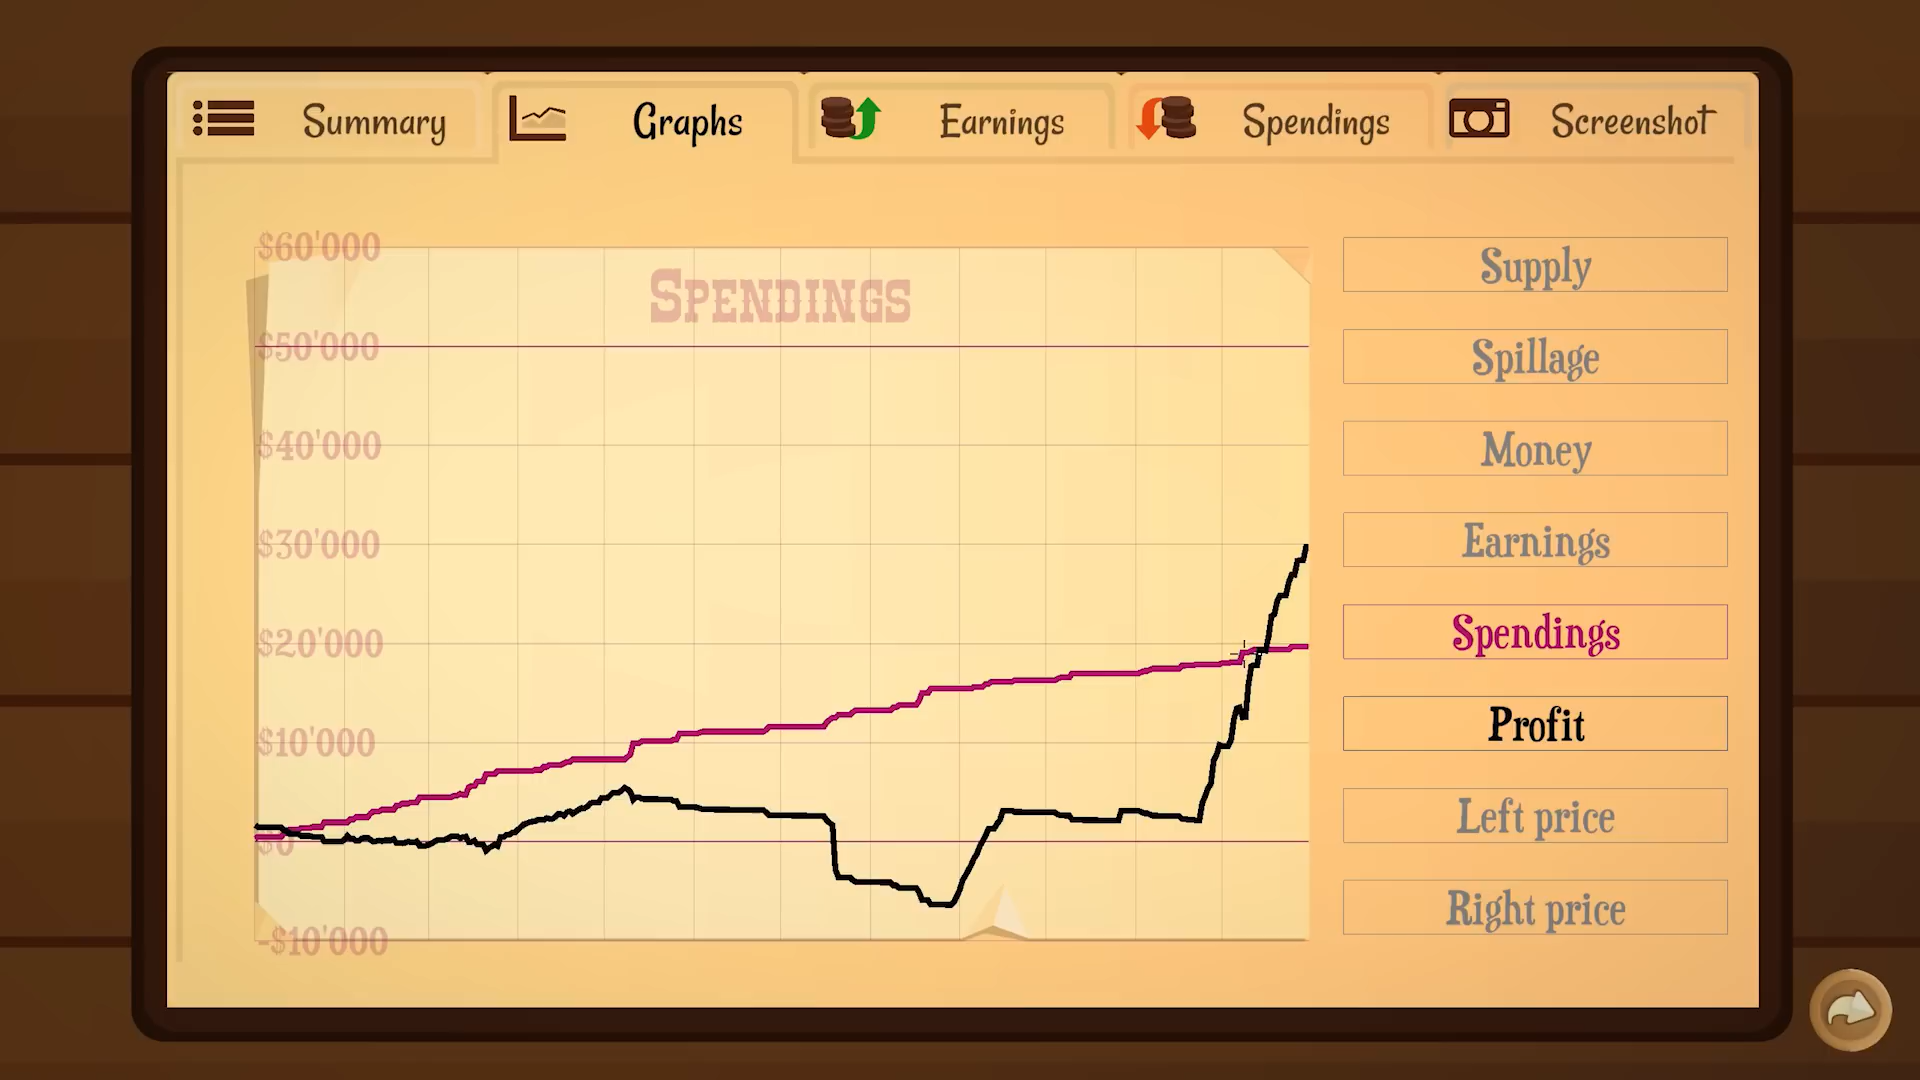 Summary
Graphs
Earnings
Spendings
Screenshot
$60'000
Spendings
$50'000
$40'000
$30'000
$20'000
$10'000
$0
-$10'000
Supply
Spillage
Money
Earnings
Spendings
Profit
Left price
Right price